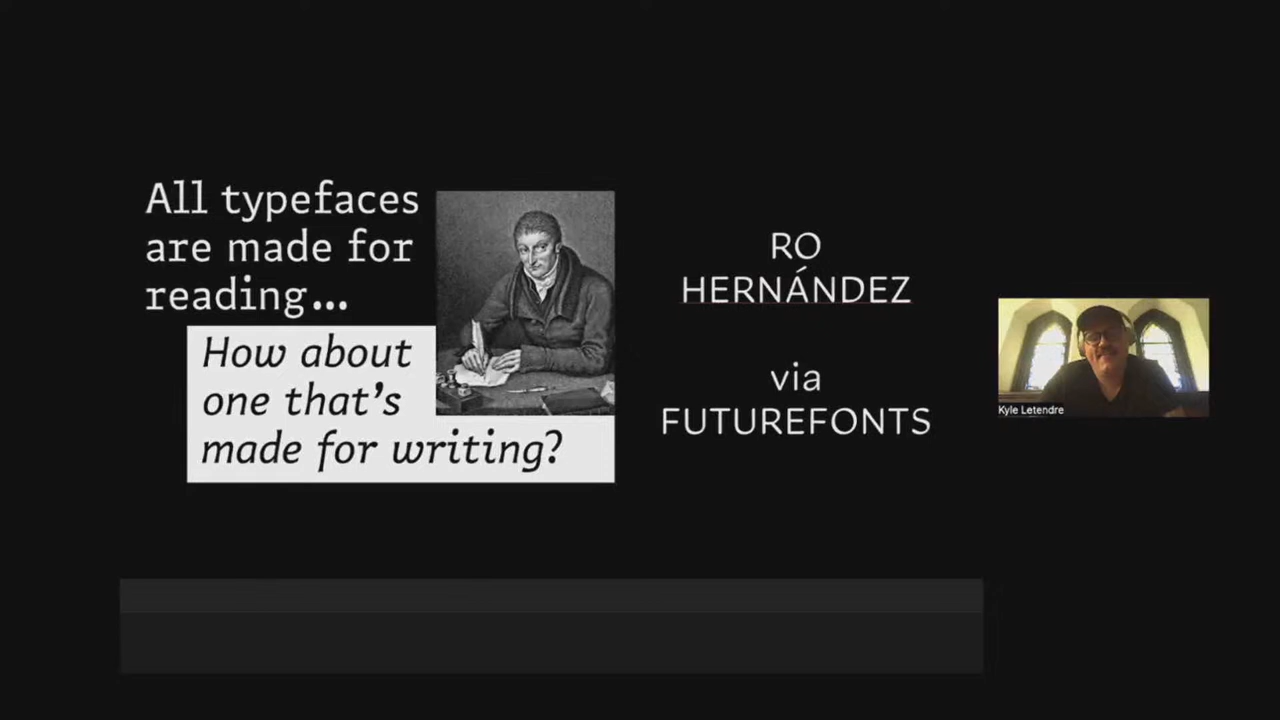 All typefaces
are made for
reading...
How about
one that's
made for writing?
RO
HERNÁNDEZ
via
FUTUREFONTS
Kyle Letendre